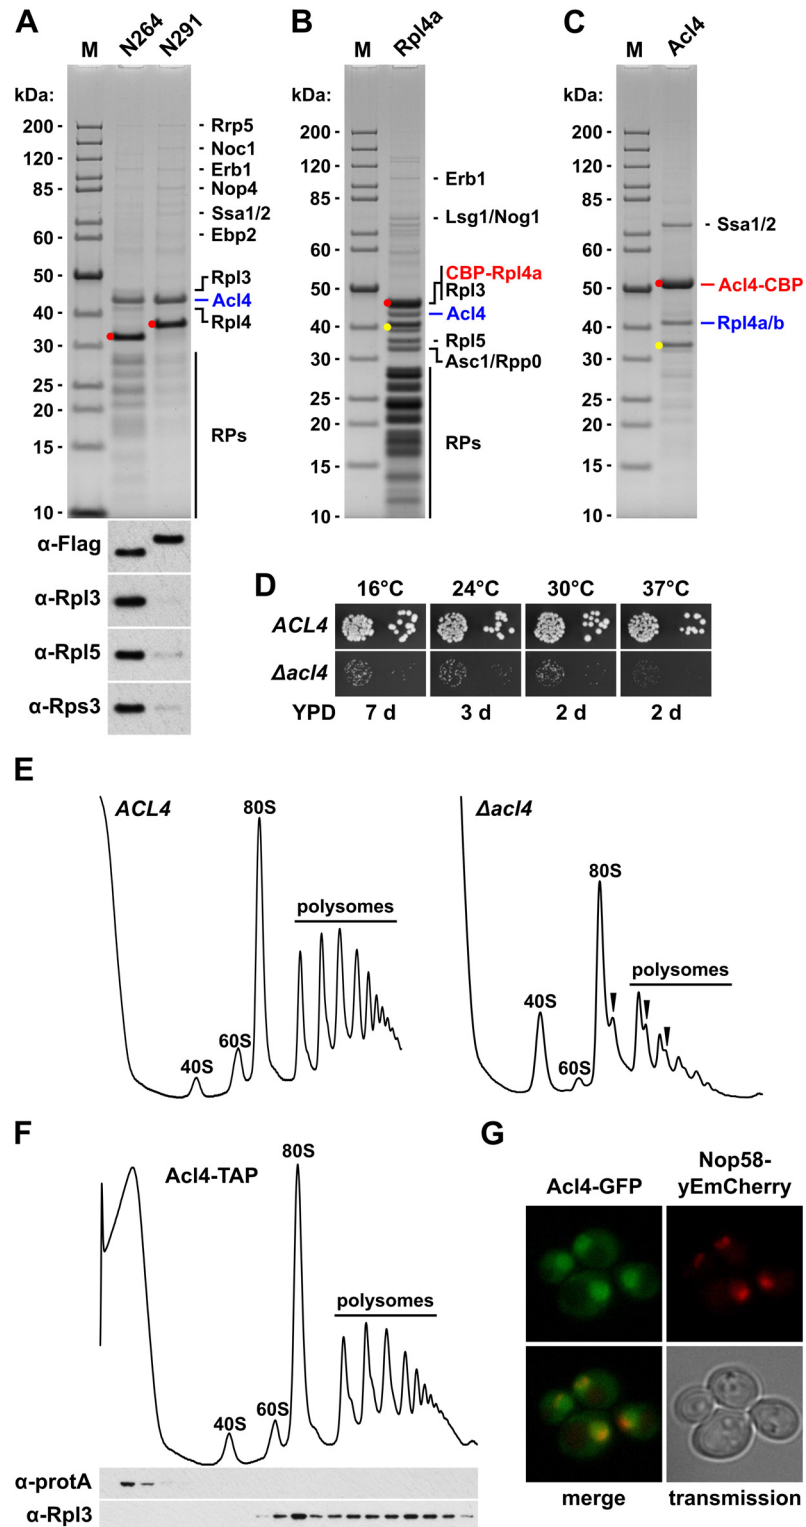 A
N264
N291
M
kDa:
200
120
85
60
50
40
30
25
20
15
10
Rrp5
Noc1
Erb1
Nop4
Ssa1/2
Ebp2
Rpl3
Acl4
Rpl4
RPs
α-Flag
α-Rpl3
α-Rpl5
α-Rps3
B
M
Rpl4a
kDa:
200
120
85
60
50
40
30
25
20
15
10
Erb1
Lsg1/Nog1
CBP-Rpl4a
Rpl3
Acl4
Rpl5
Asc1/Rpp0
RPs
C
M
Acl4
kDa:
200
120
85
60
50
40
30
25
20
15
10
Ssa1/2
Acl4-CBP
Rpl4a/b
D
16°C 24°C 30°C 37°C
ACL4
Δacl4
YPD 7 d 3 d 2 d 2 d
E
ACL4
40S
60S
80S
polysomes
Δacl4
40S
60S
80S
polysomes
F
Acl4-TAP
40S
60S
80S
polysomes
α-protA
α-Rpl3
G
Acl4-GFP
Nop58-
yEmCherry
merge
transmission